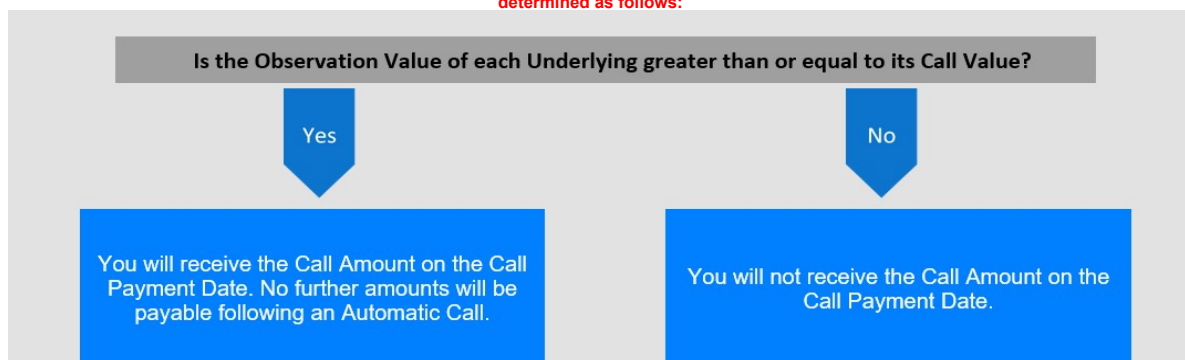 determined as follows:
Is the Observation Value of each Underlying greater than or equal to its Call Value?
Yes
No
You will receive the Call Amount on the Call
Payment Date. No further amounts will be
payable following an Automatic Call.
You will not receive the Call Amount on the
Call Payment Date.